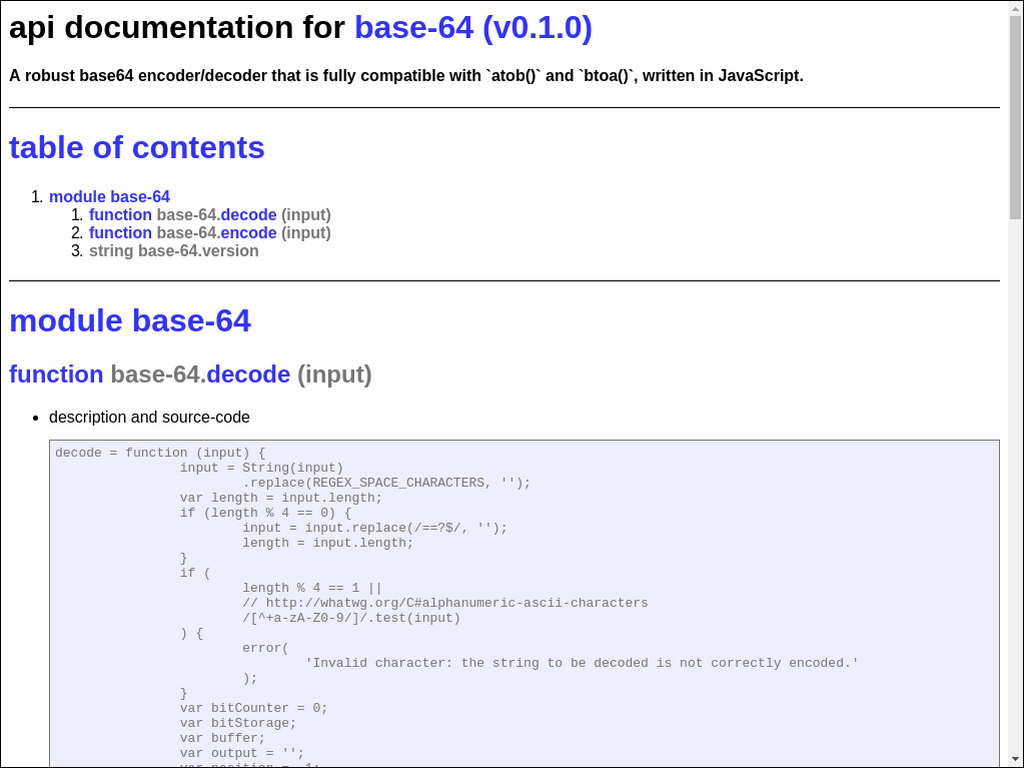 api documentation for base-64 (v0.1.0)
A robust base64 encoder/decoder that is fully compatible with `atob()` and `btoa()`, written in JavaScript.
table of contents
1. module base-64
1. function base-64.decode (input)
2. function base-64.encode (input)
3. string base-64.version
module base-64
function base-64.decode (input)
• description and source-code
decode = function (input) {
                input = String(input)
                        .replace(REGEX_SPACE_CHARACTERS, '');
                var length = input.length;
                if (length % 4 == 0) {
                        input = input.replace(/==?$/, '');
                        length = input.length;
                }
                if (
                        length % 4 == 1 ||
                        // http://whatwg.org/C#alphanumeric-ascii-characters
                        /[^+a-zA-Z0-9/]/.test(input)
                ) {
                        error(
                                'Invalid character: the string to be decoded is not correctly encoded.'
                        );
                }
                var bitCounter = 0;
                var bitStorage;
                var buffer;
                var output = '';
                var position = -1;